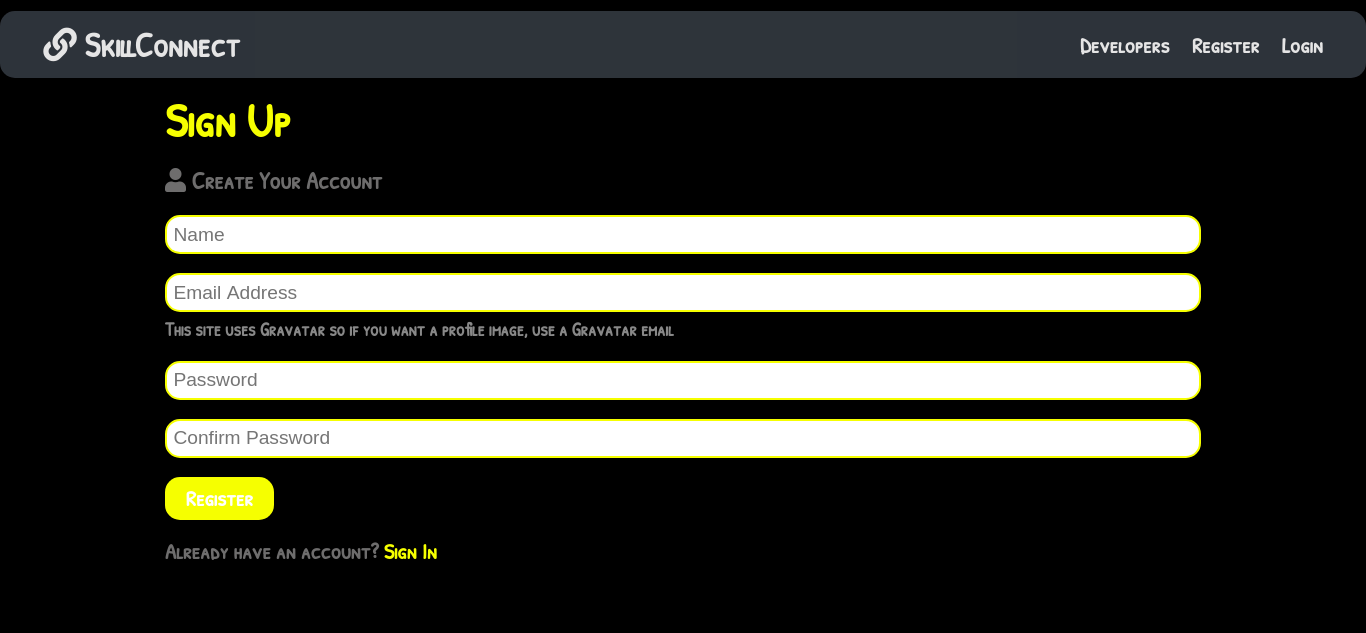 SkillConnect
Developers Register Login
Sign Up
Create Your Account
Name
Email Address
This site uses Gravatar so if you want a profile image, use a Gravatar email
Password
Confirm Password
Register
Already have an account? Sign In